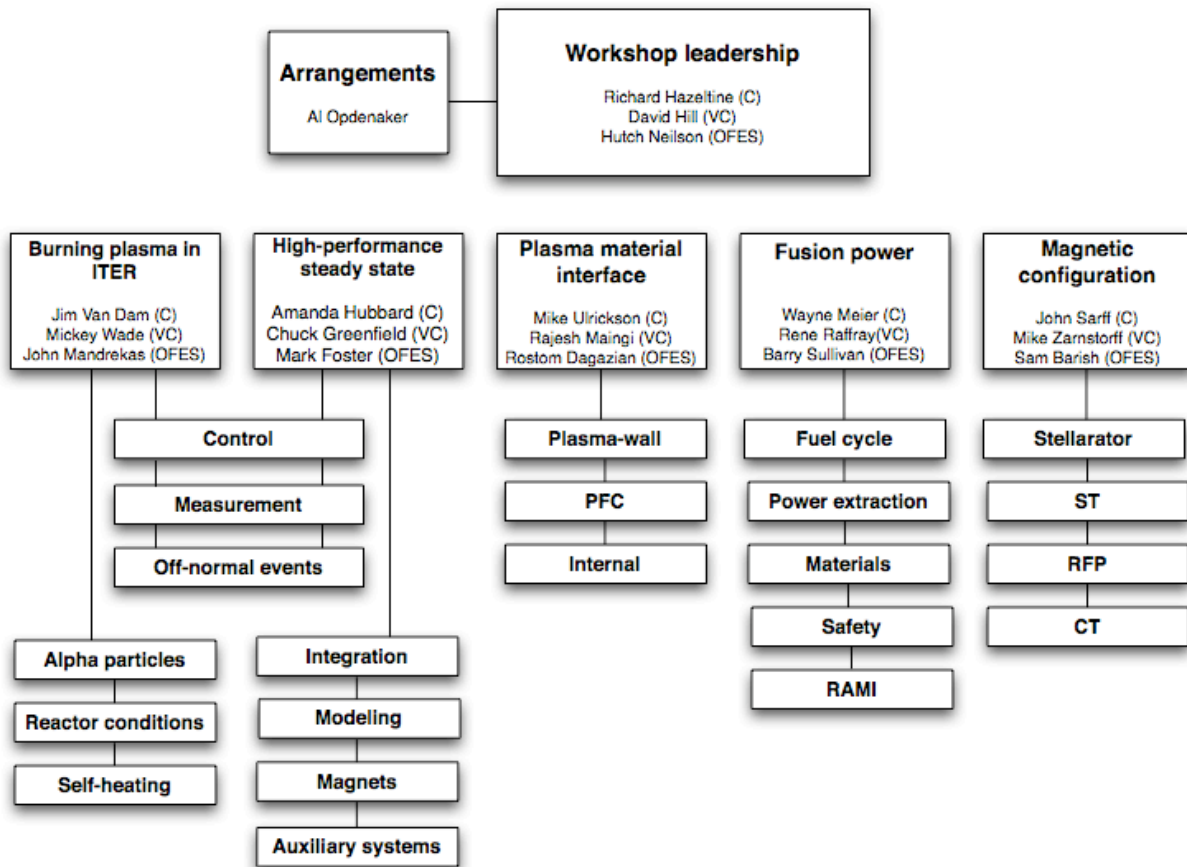 Arrangements
Al Opdenaker
Workshop leadership
Richard Hazeltine (C)
David Hill (VC)
Hutch Neilson (OFES)
Burning plasma in
ITER
Jim Van Dam (C)
Mickey Wade (VC)
John Mandrekas (OFES)
High-performance
steady state
Amanda Hubbard (C)
Chuck Greenfield (VC)
Mark Foster (OFES)
Plasma material
interface
Mike Ulrickson (C)
Rajesh Maingi (VC)
Rostom Dagazian (OFES)
Fusion power
Wayne Meier (C)
Rene Raffray(VC)
Barry Sullivan (OFES)
Magnetic
configuration
John Sarff (C)
Mike Zarnstorff (VC)
Sam Barish (OFES)
Control
Measurement
Off-normal events
Alpha particles
Reactor conditions
Self-heating
Integration
Modeling
Magnets
Auxiliary systems
Plasma-wall
PFC
Internal
Fuel cycle
Power extraction
Materials
Safety
RAMI
Stellarator
ST
RFP
CT